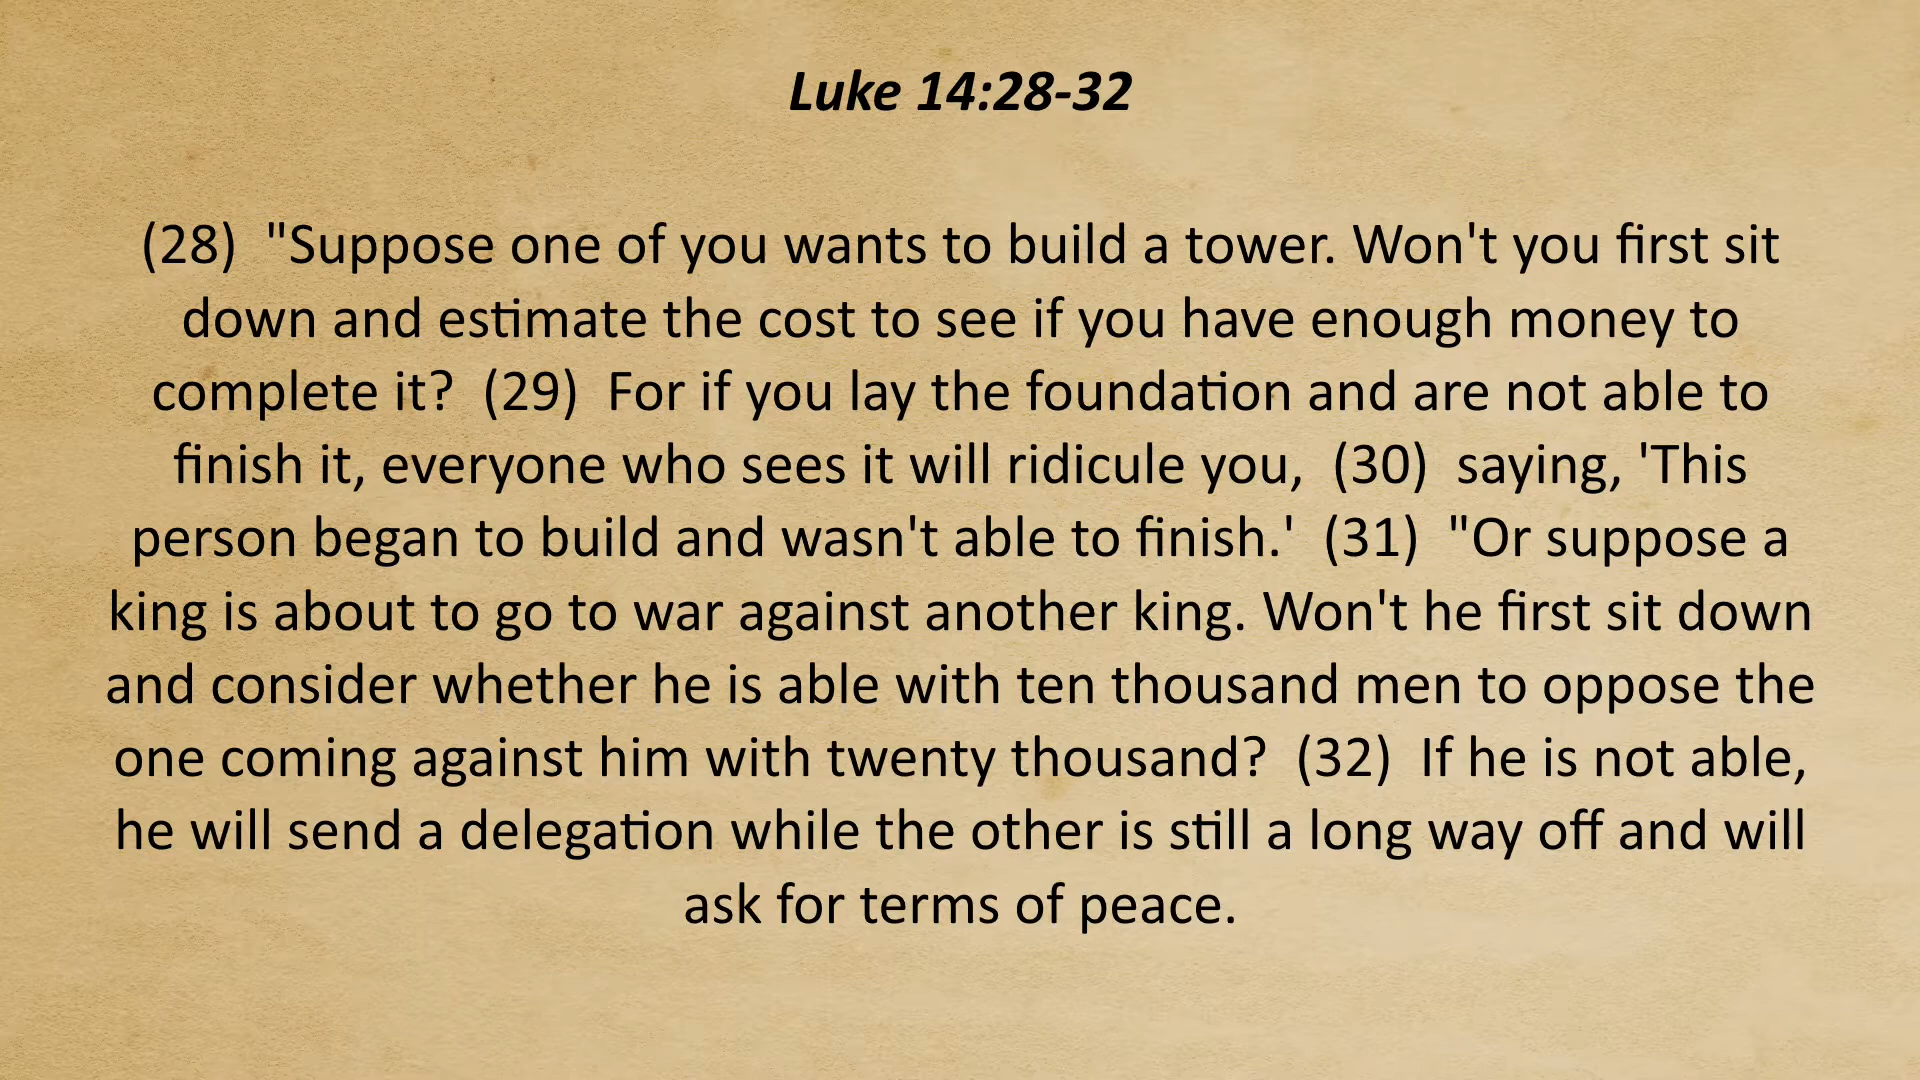 Luke 14:28-32
(28)  "Suppose one of you wants to build a tower. Won't you first sit
down and estimate the cost to see if you have enough money to
complete it?  (29)  For if you lay the foundation and are not able to
finish it, everyone who sees it will ridicule you,  (30)  saying, 'This
person began to build and wasn't able to finish.'  (31)  "Or suppose a
king is about to go to war against another king. Won't he first sit down
and consider whether he is able with ten thousand men to oppose the
one coming against him with twenty thousand?  (32)  If he is not able,
he will send a delegation while the other is still a long way off and will
ask for terms of peace.